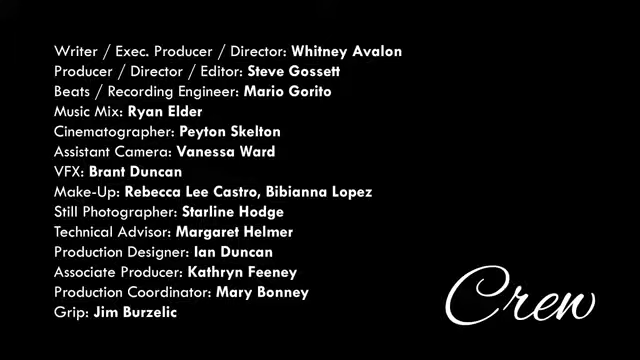 Writer / Exec. Producer / Director: Whitney Avalon
Producer / Director / Editor: Steve Gossett
Beats / Recording Engineer: Mario Gorito
Music Mix: Ryan Elder
Cinematographer: Peyton Skelton
Assistant Camera: Vanessa Ward
VFX: Brant Duncan
Make-Up: Rebecca Lee Castro, Bibianna Lopez
Still Photographer: Starline Hodge
Technical Advisor: Margaret Helmer
Production Designer: Ian Duncan
Associate Producer: Kathryn Feeney
Production Coordinator: Mary Bonney
Grip: Jim Burzelic
Crew